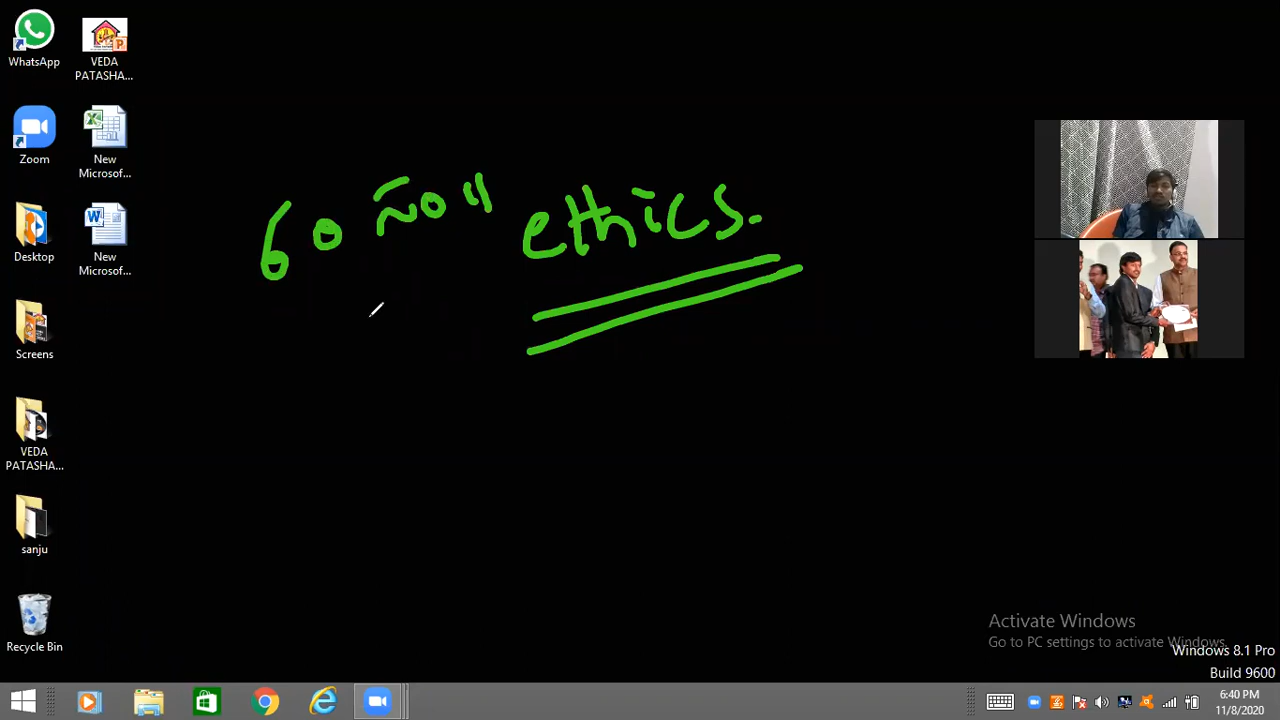 WhatsApp
VEDA
PATASHA...
Zoom
New
Microsof...
Desktop
New
Microsof...
Screens
VEDA
PATASHA...
sanju
Recycle Bin
ethics.
Activate Windows
Go to PC settings to activate Windows.
Windows 8.1 Pro
Build 9600
6:40 PM
11/8/2020